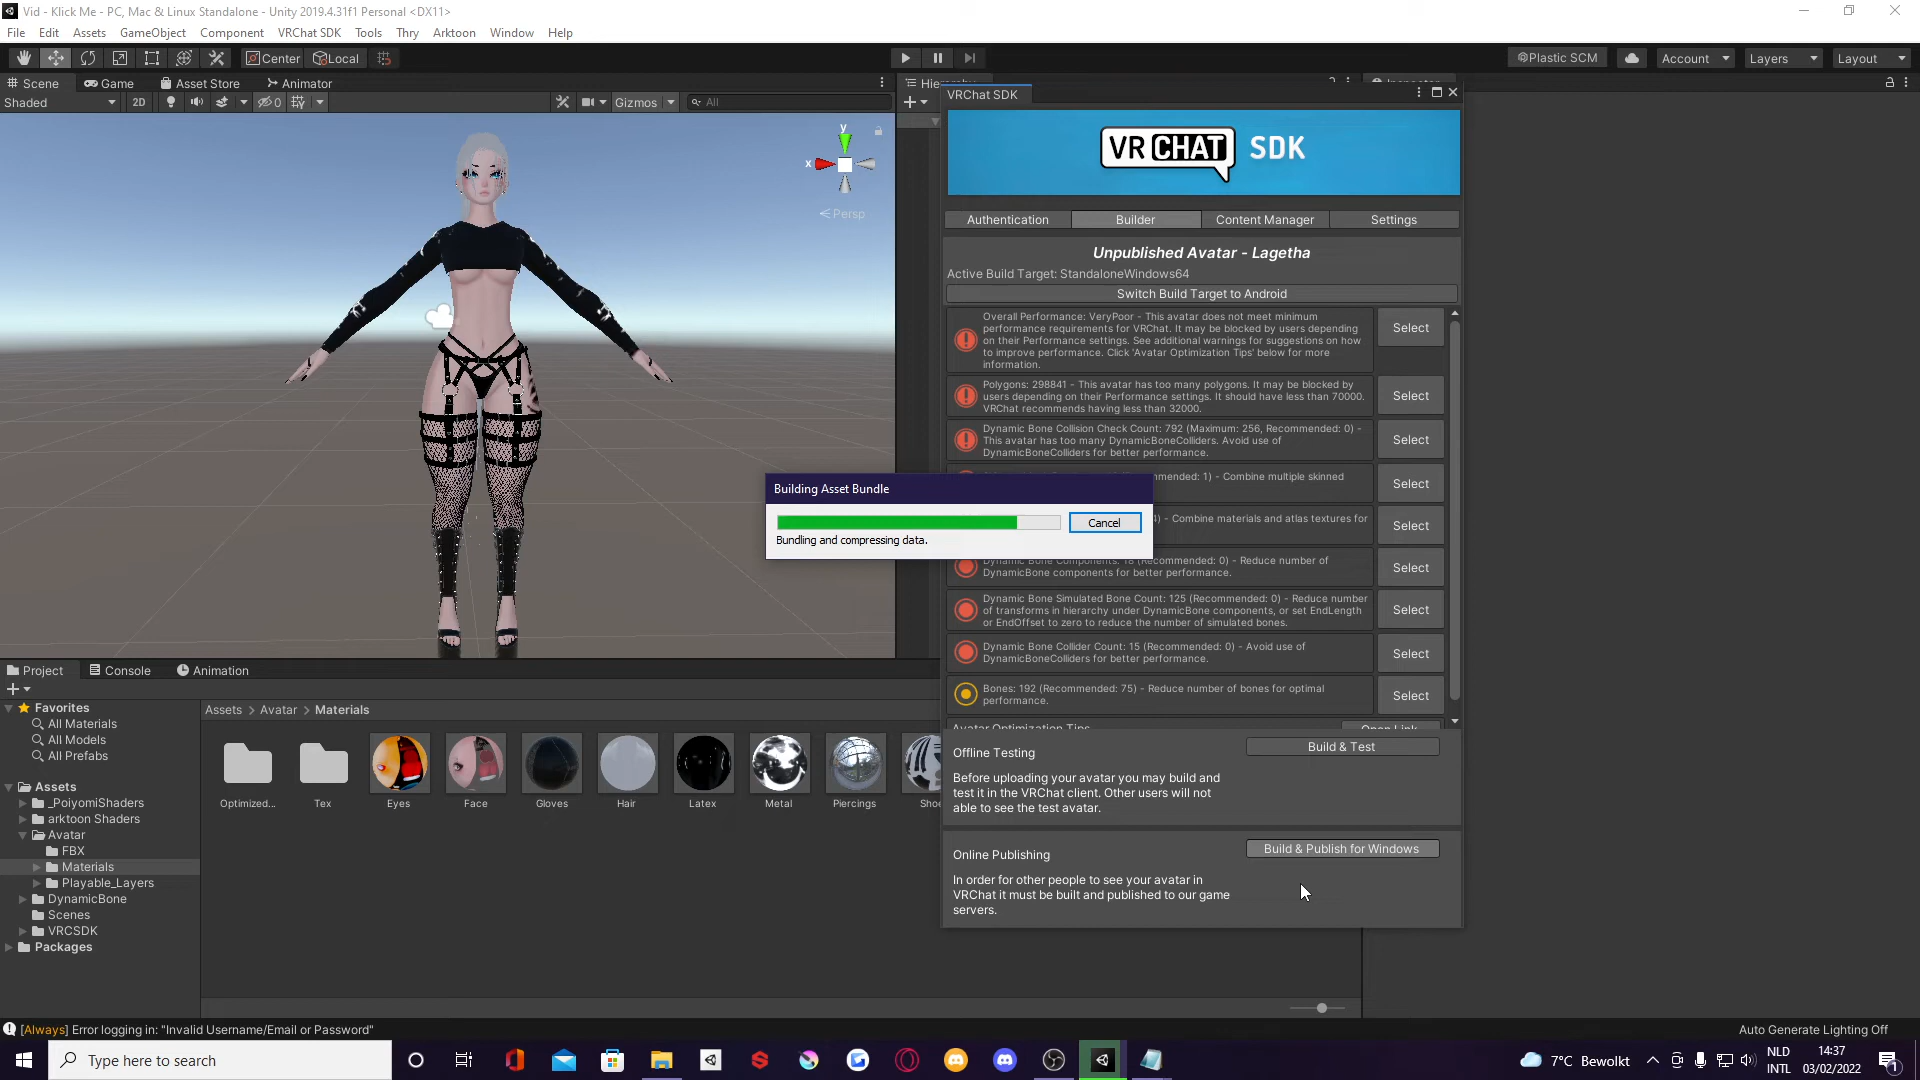 Vid - Klick Me - PC, Mac & Linux Standalone - Unity 2019.4.31f1 Personal <DX11>
File Edit Assets GameObject Component VRChat SDK Tools Thry Arktoon Window Help
Center Local Plastic SCM Account Layers Layout
Scene Game Asset Store Animator
Shaded 2D 0 Gizmos All
y
x
Persp
VRChat SDK
VR CHAT SDK
Authentication Builder Content Manager Settings
Unpublished Avatar - Lagetha
Active Build Target: StandaloneWindows64
Switch Build Target to Android
Overall Performance: VeryPoor - This avatar does not meet minimum
performance requirements for VRChat. It may be blocked by users depending
on their Performance settings. See additional warnings for suggestions on how
to improve performance. Click 'Avatar Optimization Tips' below for more
information.
Select
Polygons: 298841 - This avatar has too many polygons. It may be blocked by
users depending on their Performance settings. It should have less than 70000.
VRChat recommends having less than 32000.
Select
Dynamic Bone Collision Check Count: 792 (Maximum: 256, Recommended: 0) -
This avatar has too many DynamicBoneColliders. Avoid use of
DynamicBoneColliders for better performance.
Select
1) - Combine multiple skinned
Select
- Combine materials and atlas textures for
Select
Dynamic Bone Components: 18 (Recommended: 0) - Reduce number of
DynamicBone components for better performance.
Select
Dynamic Bone Simulated Bone Count: 125 (Recommended: 0) - Reduce number
of transforms in hierarchy under DynamicBone components, or set EndLength
or EndOffset to zero to reduce the number of simulated bones.
Select
Dynamic Bone Collider Count: 15 (Recommended: 0) - Avoid use of
DynamicBoneColliders for better performance.
Select
Bones: 192 (Recommended: 75) - Reduce number of bones for optimal
performance.
Select
Avatar Optimization Tips Open Link
Offline Testing Build & Test
Before uploading your avatar you may build and
test it in the VRChat client. Other users will not
able to see the test avatar.
Online Publishing Build & Publish for Windows
In order for other people to see your avatar in
VRChat it must be built and published to our game
servers.
Building Asset Bundle
Cancel
Bundling and compressing data.
Project Console Animation
Favorites
All Materials
All Models
All Prefabs
Assets
_PoiyomiShaders
arktoon Shaders
Avatar
FBX
Materials
Playable_Layers
DynamicBone
Scenes
VRCSDK
Packages
Assets > Avatar > Materials
Optimized... Tex Eyes Face Gloves Hair Latex Metal Piercings
[Always] Error logging in: "Invalid Username/Email or Password"
Auto Generate Lighting Off
Type here to search
7°C Bewolkt
NLD
INTL
14:37
03/02/2022
1